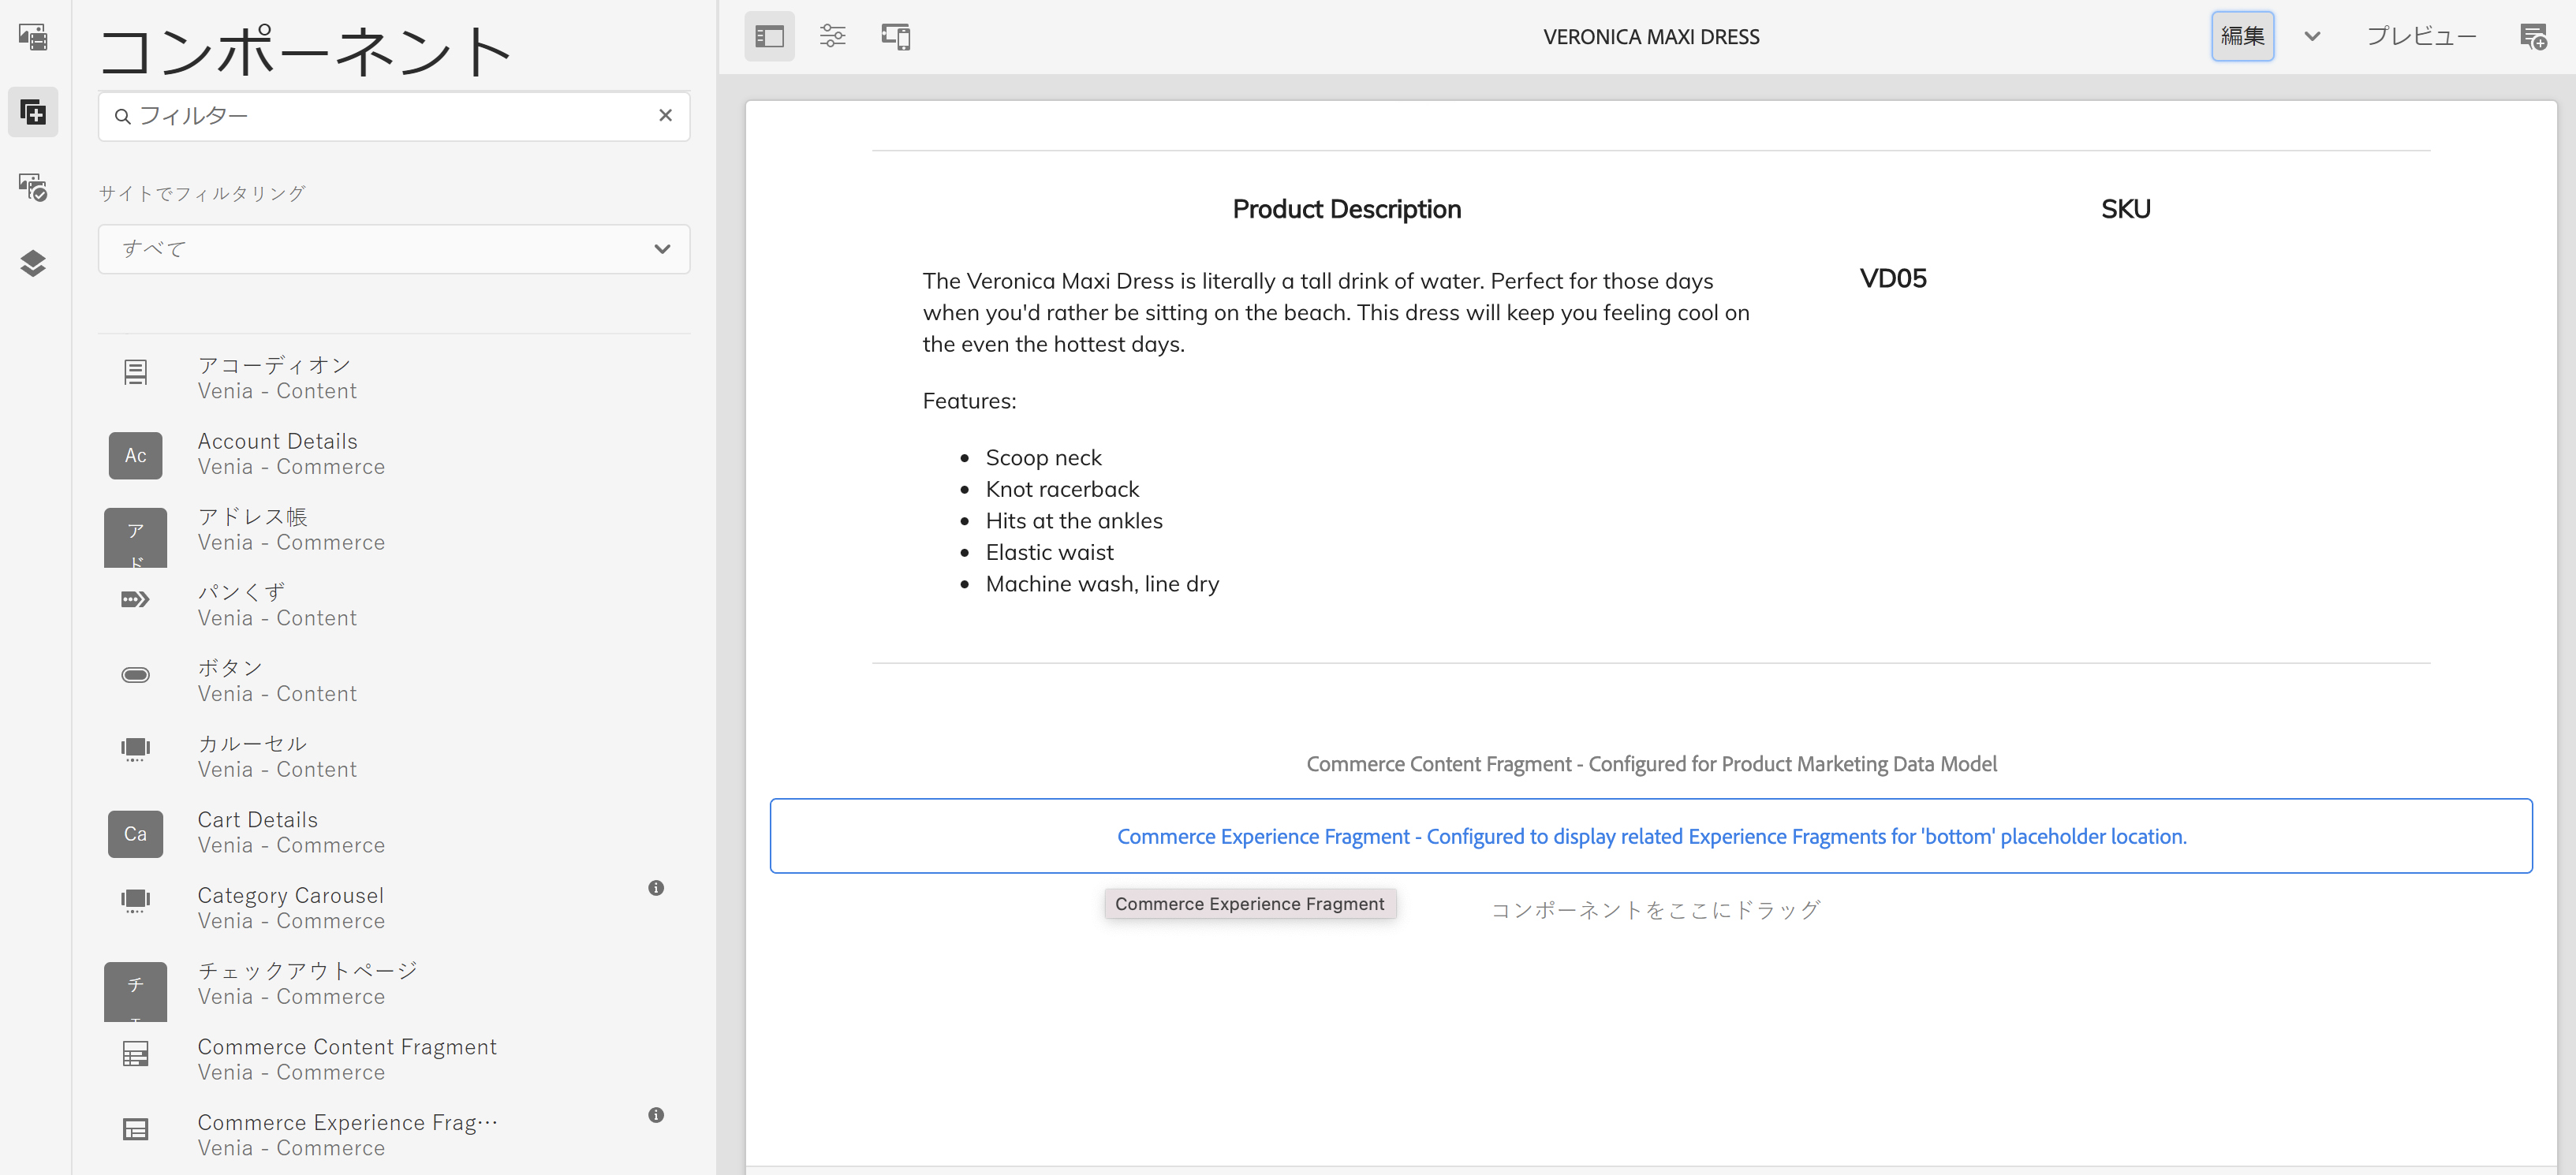 コンポーネント
フィルター
サイトでフィルタリング
すべて
アコーディオン
Venia - Content
Ac
Account Details
Venia - Commerce
ア
ド
アドレス帳
Venia - Commerce
パンくず
Venia - Content
ボタン
Venia - Content
カルーセル
Venia - Content
Ca
Cart Details
Venia - Commerce
Category Carousel
Venia - Commerce
チ
チェックアウトページ
Venia - Commerce
Commerce Content Fragment
Venia - Commerce
Commerce Experience Frag…
Venia - Commerce
VERONICA MAXI DRESS
編集
プレビュー
Product Description
SKU
The Veronica Maxi Dress is literally a tall drink of water. Perfect for those days
when you'd rather be sitting on the beach. This dress will keep you feeling cool on
the even the hottest days.
VD05
Features:
Scoop neck
Knot racerback
Hits at the ankles
Elastic waist
Machine wash, line dry
Commerce Content Fragment - Configured for Product Marketing Data Model
Commerce Experience Fragment - Configured to display related Experience Fragments for 'bottom' placeholder location.
Commerce Experience Fragment
コンポーネントをここにドラッグ